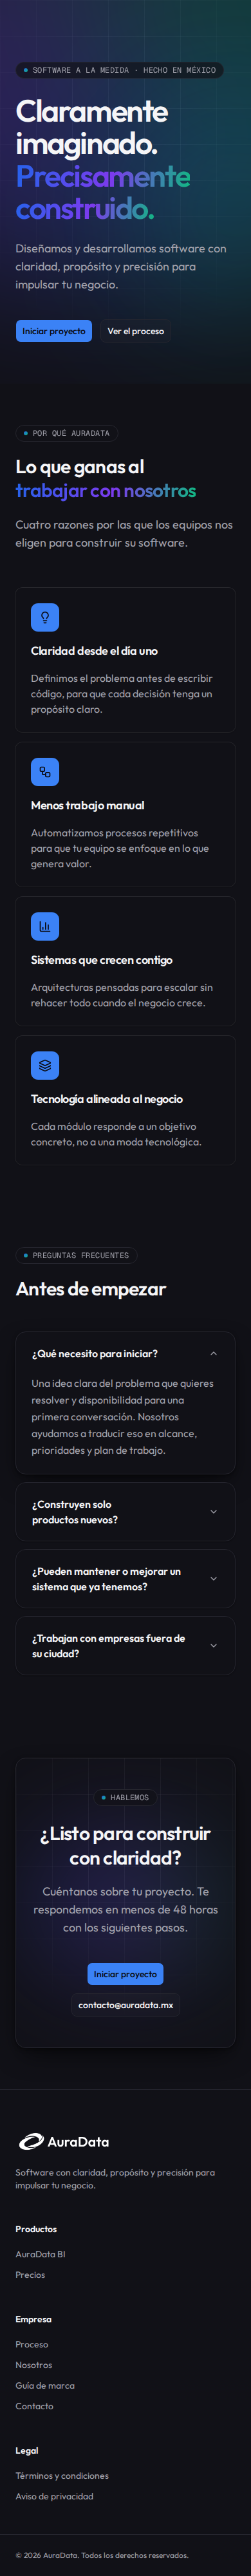 SOFTWARE A LA MEDIDA · HECHO EN MÉXICO
Claramente
imaginado.
Precisamente
construido.
Diseñamos y desarrollamos software con
claridad, propósito y precisión para
impulsar tu negocio.
Iniciar proyecto
Ver el proceso
POR QUÉ AURADATA
Lo que ganas al
trabajar con nosotros
Cuatro razones por las que los equipos nos
eligen para construir su software.
Claridad desde el día uno
Definimos el problema antes de escribir
código, para que cada decisión tenga un
propósito claro.
Menos trabajo manual
Automatizamos procesos repetitivos
para que tu equipo se enfoque en lo que
genera valor.
Sistemas que crecen contigo
Arquitecturas pensadas para escalar sin
rehacer todo cuando el negocio crece.
Tecnología alineada al negocio
Cada módulo responde a un objetivo
concreto, no a una moda tecnológica.
PREGUNTAS FRECUENTES
Antes de empezar
¿Qué necesito para iniciar?
Una idea clara del problema que quieres
resolver y disponibilidad para una
primera conversación. Nosotros
ayudamos a traducir eso en alcance,
prioridades y plan de trabajo.
¿Construyen solo
productos nuevos?
¿Pueden mantener o mejorar un
sistema que ya tenemos?
¿Trabajan con empresas fuera de
su ciudad?
HABLEMOS
¿Listo para construir
con claridad?
Cuéntanos sobre tu proyecto. Te
respondemos en menos de 48 horas
con los siguientes pasos.
Iniciar proyecto
contacto@auradata.mx
AuraData
Software con claridad, propósito y precisión para
impulsar tu negocio.
Productos
AuraData BI
Precios
Empresa
Proceso
Nosotros
Guía de marca
Contacto
Legal
Términos y condiciones
Aviso de privacidad
© 2026 AuraData. Todos los derechos reservados.